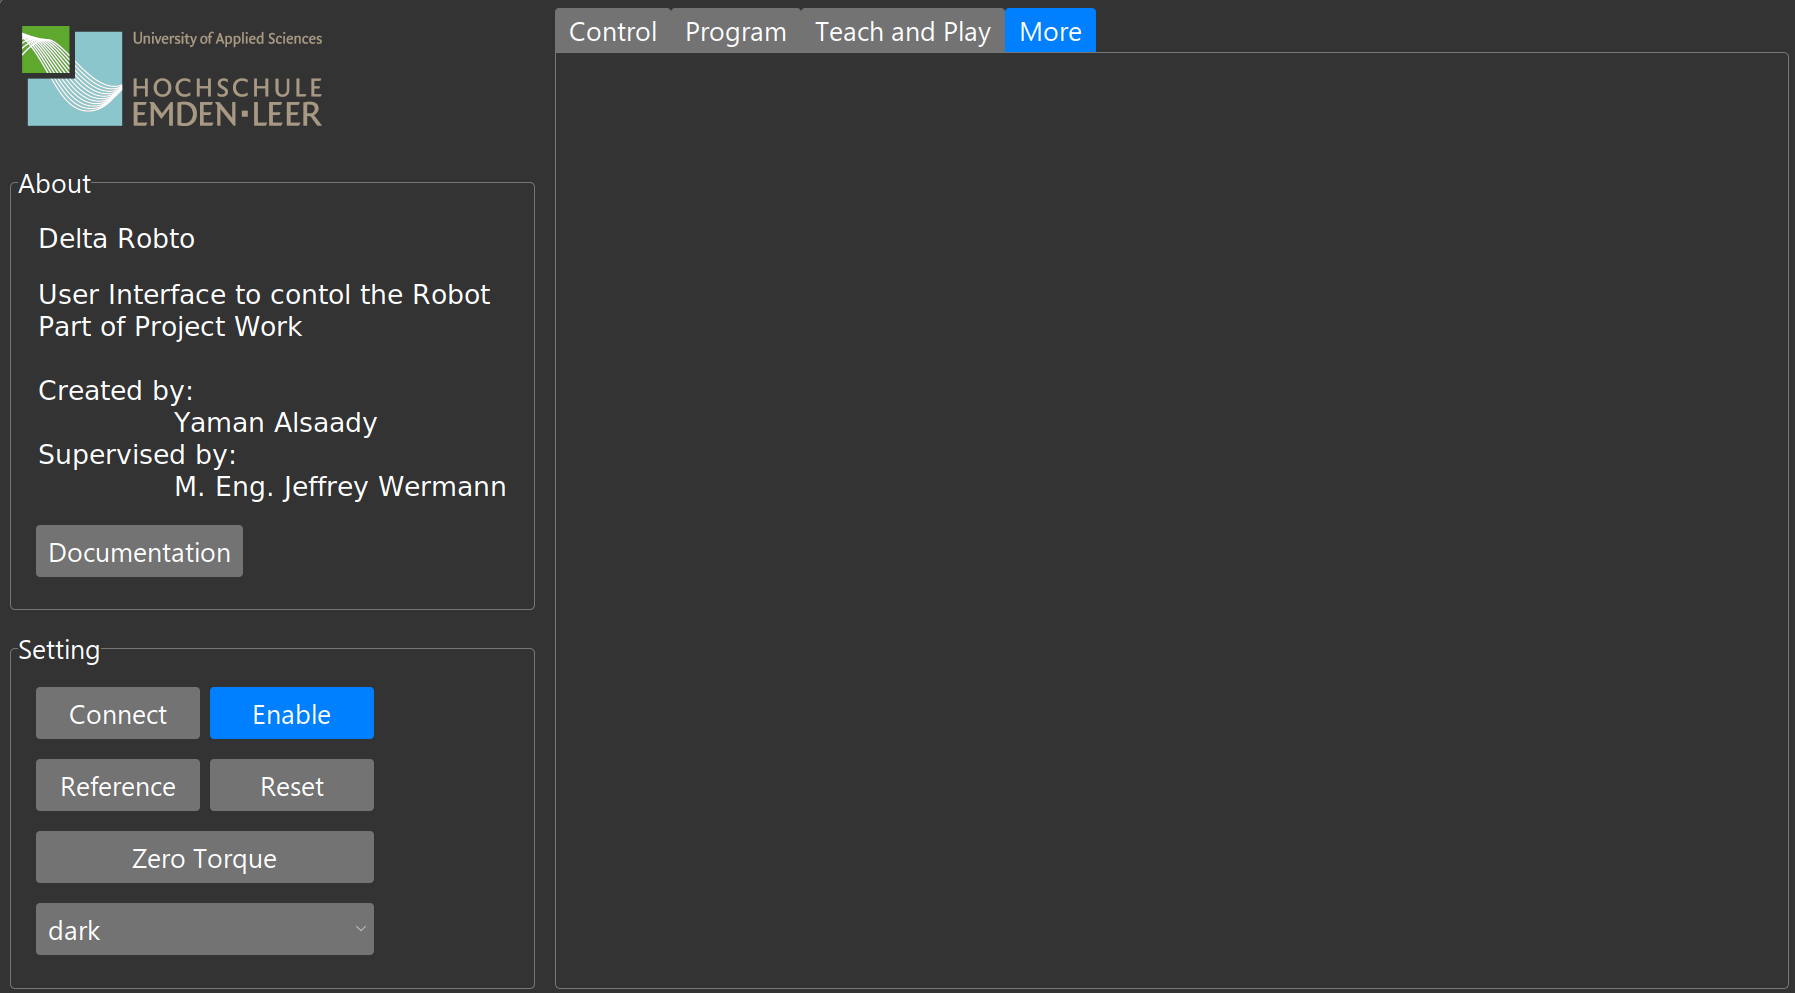 University of Applied Sciences
HOCHSCHULE
EMDEN·LEER
About
Delta Robto
User Interface to contol the Robot
Part of Project Work
Created by:
Yaman Alsaady
Supervised by:
M. Eng. Jeffrey Wermann
Documentation
Setting
Connect Enable
Reference Reset
Zero Torque
dark
Control Program Teach and Play More